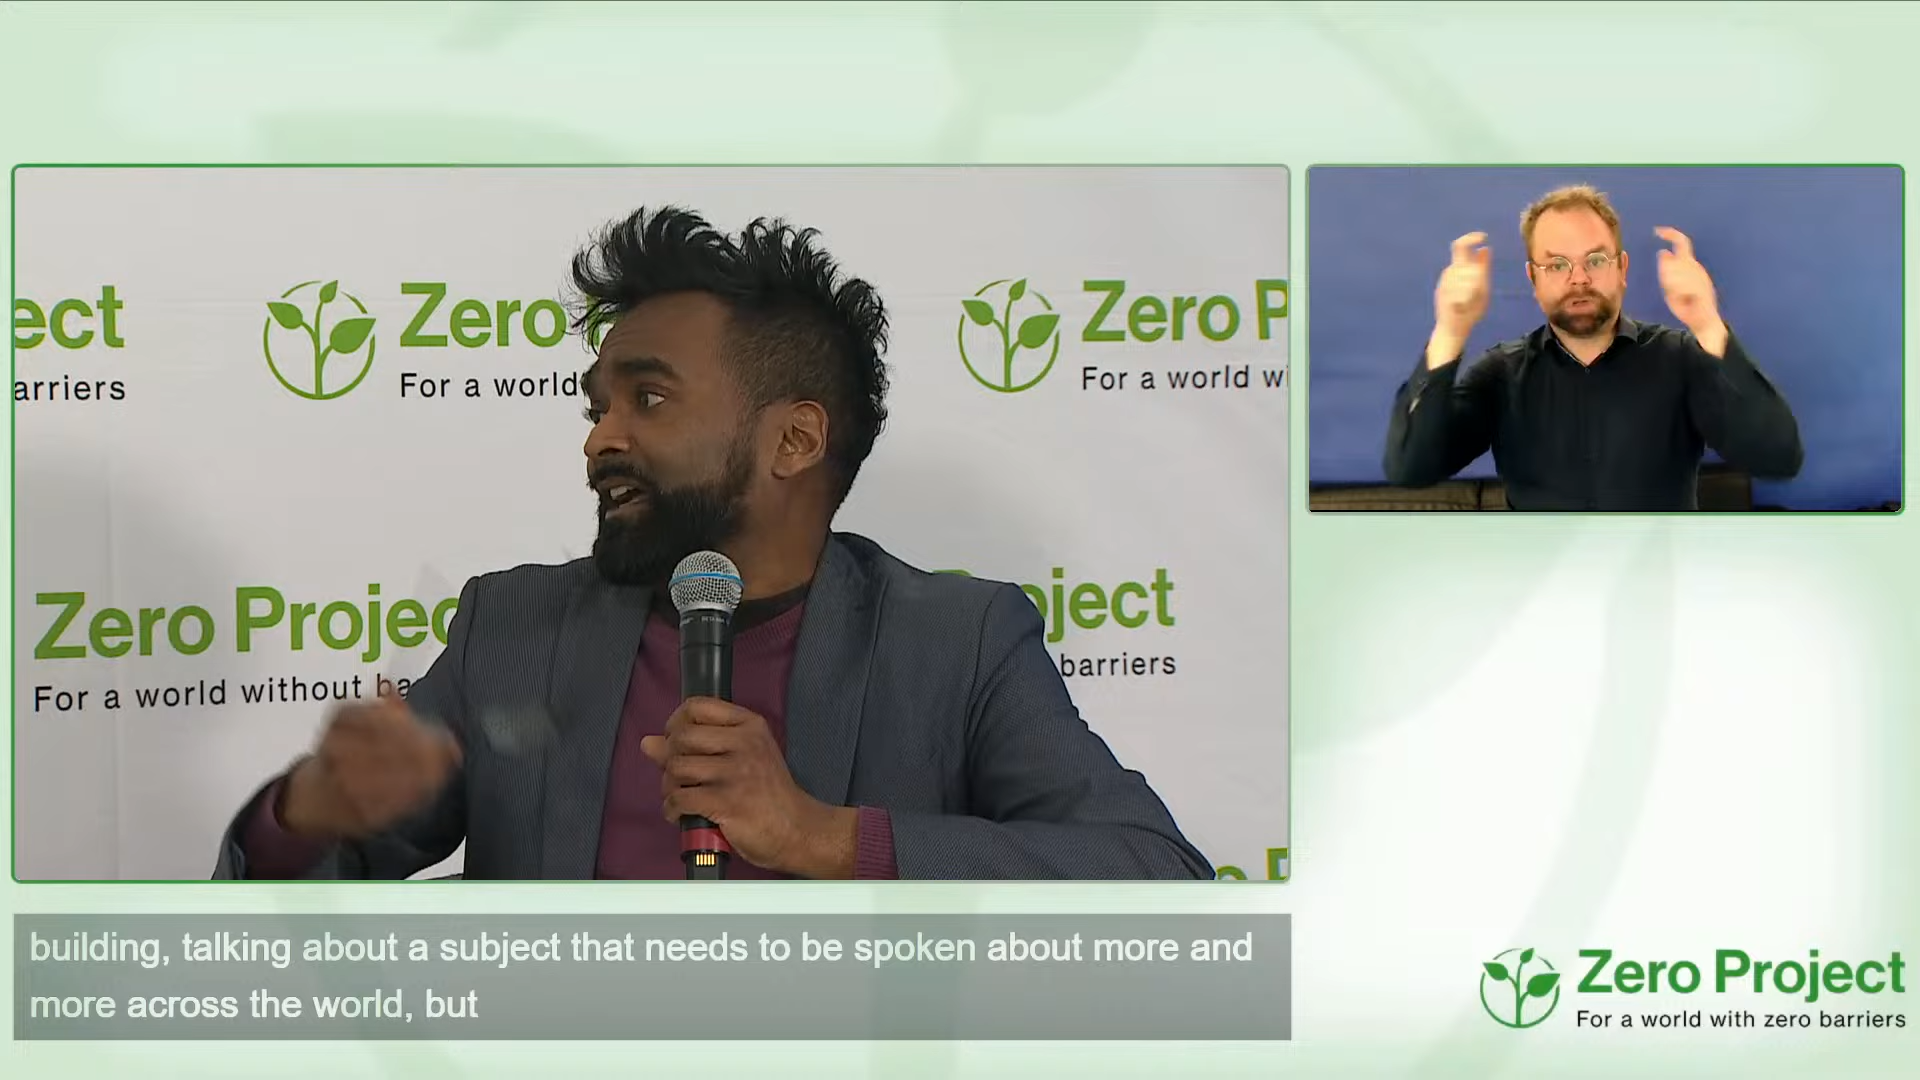 ect
arriers
Zero
For a world
Zero P
For a world wi
Zero Projec
For a world without ba
oject
barriers
building, talking about a subject that needs to be spoken about more and
more across the world, but
Zero Project
For a world with zero barriers